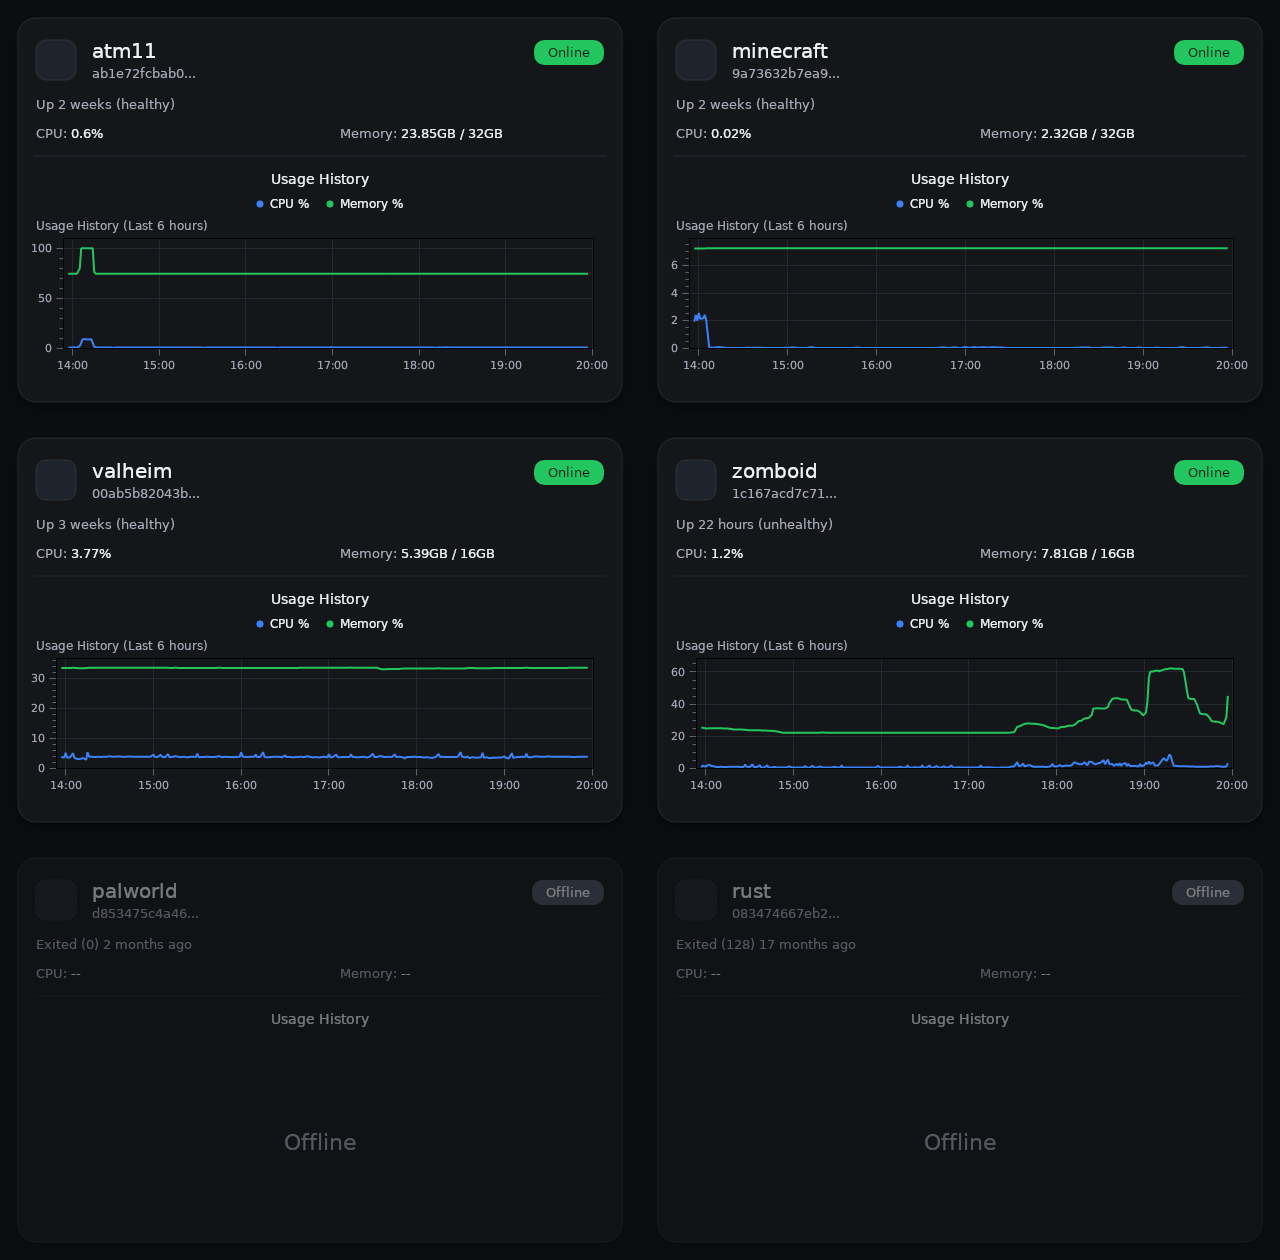 atm11
Online
ab1e72fcbab0...
Up 2 weeks (healthy)
CPU: 0.6%
Memory: 23.85GB / 32GB
Usage History
CPU %
Memory %
Usage History (Last 6 hours)
100
50
0
14:00
15:00
16:00
17:00
18:00
19:00
20:00
minecraft
Online
9a73632b7ea9...
Up 2 weeks (healthy)
CPU: 0.02%
Memory: 2.32GB / 32GB
Usage History
CPU %
Memory %
Usage History (Last 6 hours)
6
4
2
0
14:00
15:00
16:00
17:00
18:00
19:00
20:00
valheim
Online
00ab5b82043b...
Up 3 weeks (healthy)
CPU: 3.77%
Memory: 5.39GB / 16GB
Usage History
CPU %
Memory %
Usage History (Last 6 hours)
30
20
10
0
14:00
15:00
16:00
17:00
18:00
19:00
20:00
zomboid
Online
1c167acd7c71...
Up 22 hours (unhealthy)
CPU: 1.2%
Memory: 7.81GB / 16GB
Usage History
CPU %
Memory %
Usage History (Last 6 hours)
60
40
20
0
14:00
15:00
16:00
17:00
18:00
19:00
20:00
palworld
Offline
d853475c4a46...
Exited (0) 2 months ago
CPU: --
Memory: --
Usage History
Offline
rust
Offline
083474667eb2...
Exited (128) 17 months ago
CPU: --
Memory: --
Usage History
Offline